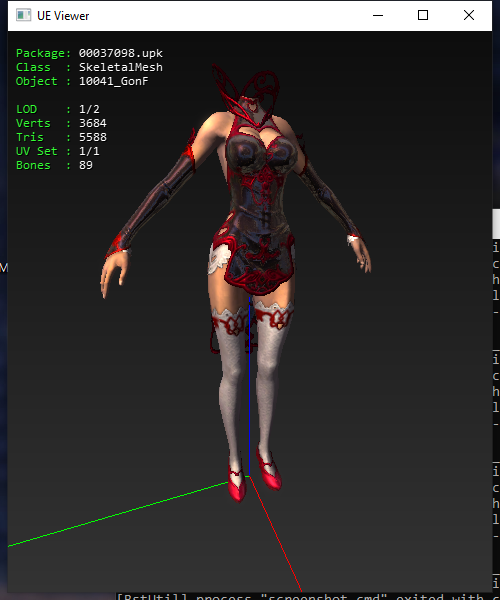 UE Viewer
Package: 00037098.upk
Class : SkeletalMesh
Object : 10041_GonF
LOD : 1/2
Verts : 3684
Tris : 5588
UV Set : 1/1
Bones : 89
M
i
c
h
l
-
i
c
h
l
-
i
c
h
l
-
i
[BstUtil] process "screenshot.cmd" exited with c